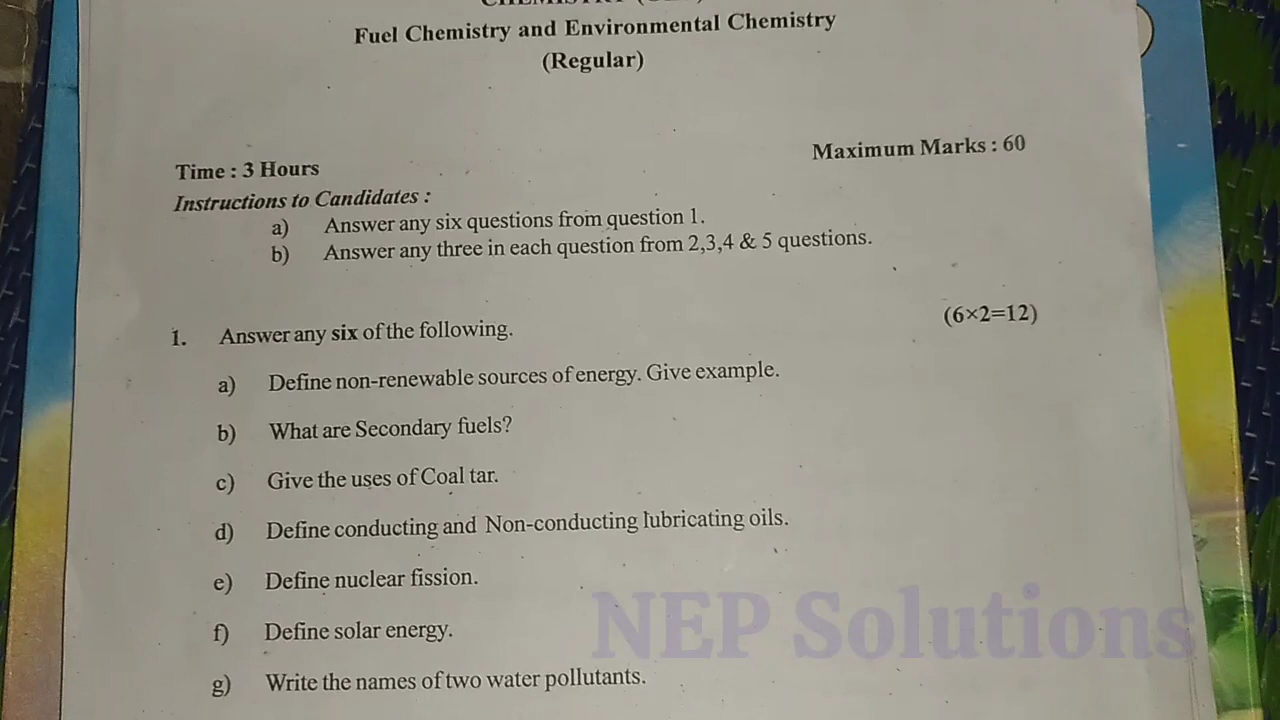 Fuel Chemistry and Environmental Chemistry
(Regular)
Time : 3 Hours
Maximum Marks : 60
Instructions to Candidates :
a) Answer any six questions from question 1.
b) Answer any three in each question from 2,3,4 & 5 questions.
1. Answer any six of the following. (6×2=12)
a) Define non-renewable sources of energy. Give example.
b) What are Secondary fuels?
c) Give the uses of Coal tar.
d) Define conducting and Non-conducting lubricating oils.
e) Define nuclear fission.
f) Define solar energy.
g) Write the names of two water pollutants.
NEP Solutions